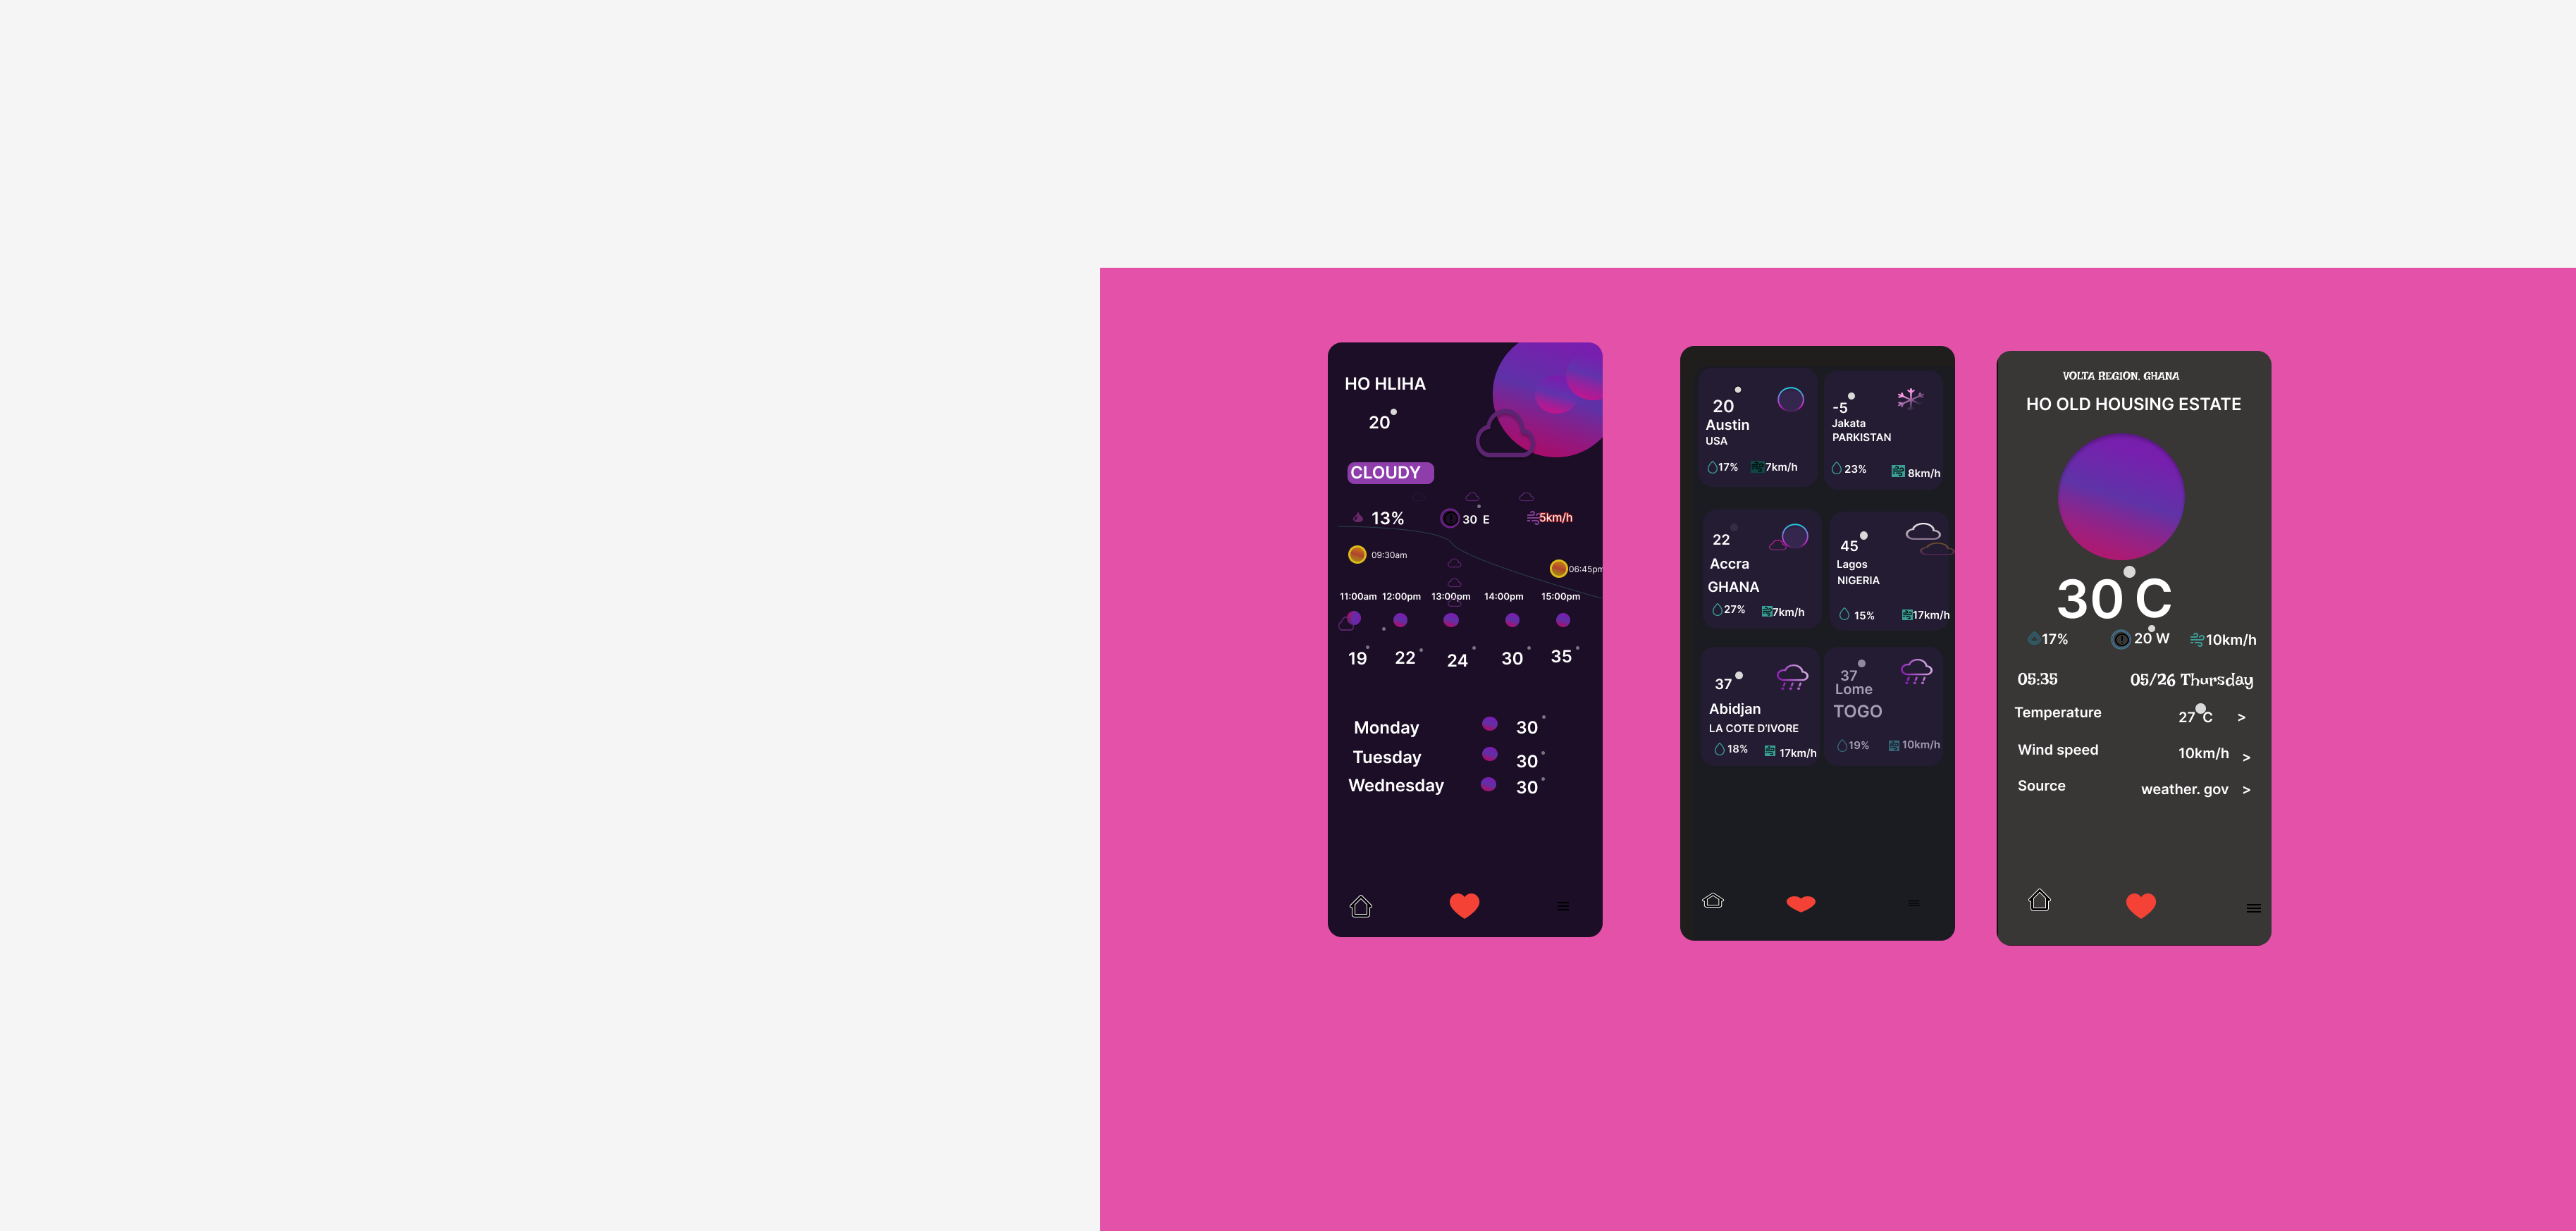 HO HLIHA
20
CLOUDY
13% 30 E 5km/h
09:30am 06:45pm
11:00am 12:00pm 13:00pm 14:00pm 15:00pm
19 22 24 30 35
Monday 30
Tuesday 30
Wednesday 30
20
Austin
USA
17% 7km/h
-5
Jakata
PARKISTAN
23% 8km/h
22
Accra
GHANA
27% 7km/h
45
Lagos
NIGERIA
15% 17km/h
37
Abidjan
LA COTE D'IVORE
18% 17km/h
37
Lome
TOGO
19% 10km/h
VOLTA REGION, GHANA
HO OLD HOUSING ESTATE
30 C
17% 20 W 10km/h
05:35 05/26 Thursday
Temperature 27 C >
Wind speed 10km/h >
Source weather. gov >